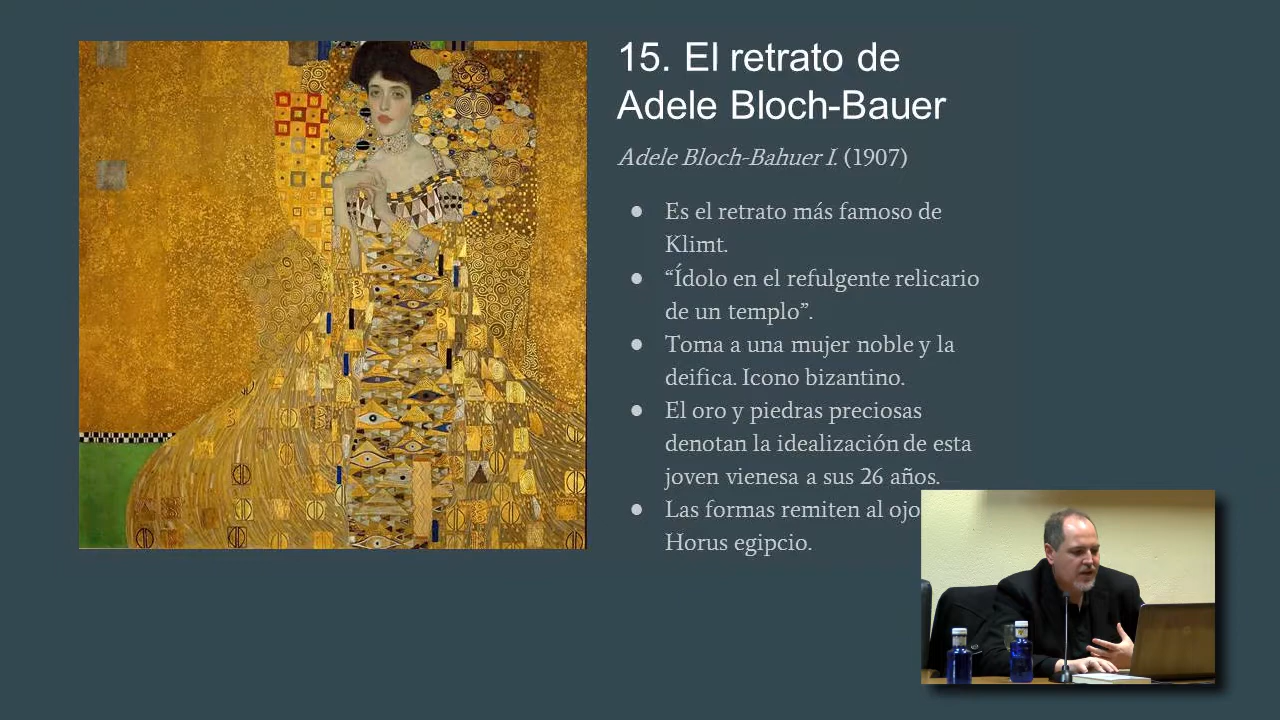 15. El retrato de
Adele Bloch-Bauer
Adele Bloch-Bahuer I. (1907)
● Es el retrato más famoso de
Klimt.
● “Ídolo en el refulgente relicario
de un templo”.
● Toma a una mujer noble y la
deifica. Icono bizantino.
● El oro y piedras preciosas
denotan la idealización de esta
joven vienesa a sus 26 años.
● Las formas remiten al ojo
Horus egipcio.